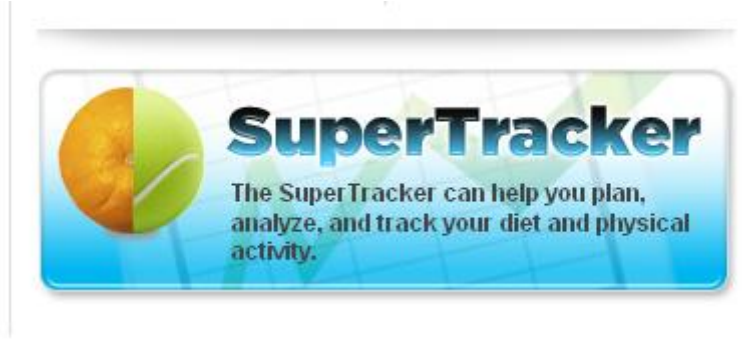 SuperTracker
The SuperTracker can help you plan,
analyze, and track your diet and physical
activity.